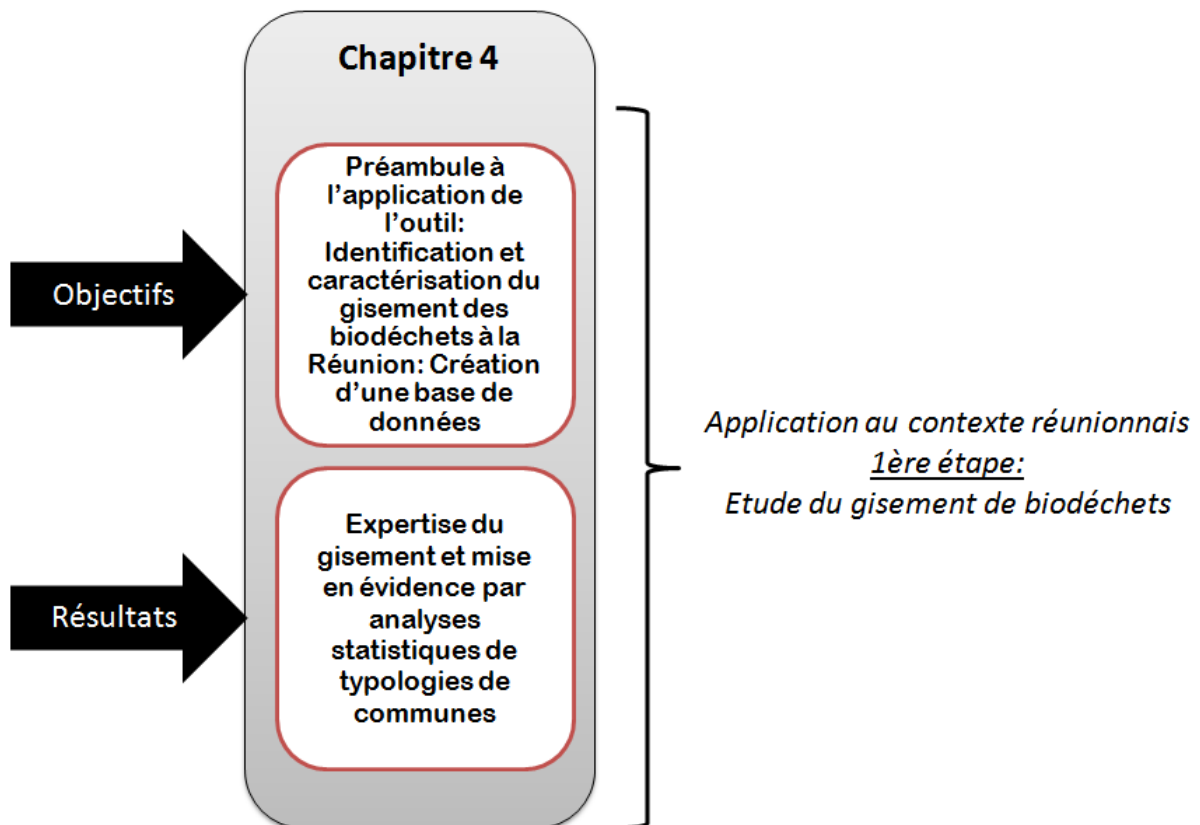 Chapitre 4
Objectifs
Préambule à
l'application de
l'outil:
Identification et
caractérisation du
gisement des
biodéchets à la
Réunion: Création
d'une base de
données
Résultats
Expertise du
gisement et mise
en évidence par
analyses
statistiques de
typologies de
communes
Application au contexte réunionnais
1ère étape:
Etude du gisement de biodéchets